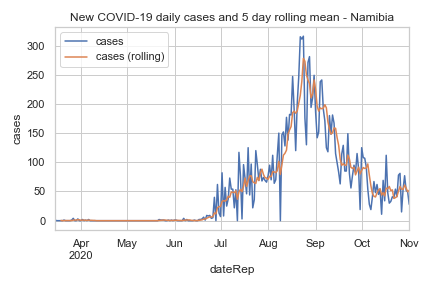 New COVID-19 daily cases and 5 day rolling mean - Namibia
cases
cases (rolling)
300
250
200
150
100
50
0
cases
Apr May Jun Jul Aug Sep Oct Nov
2020
dateRep